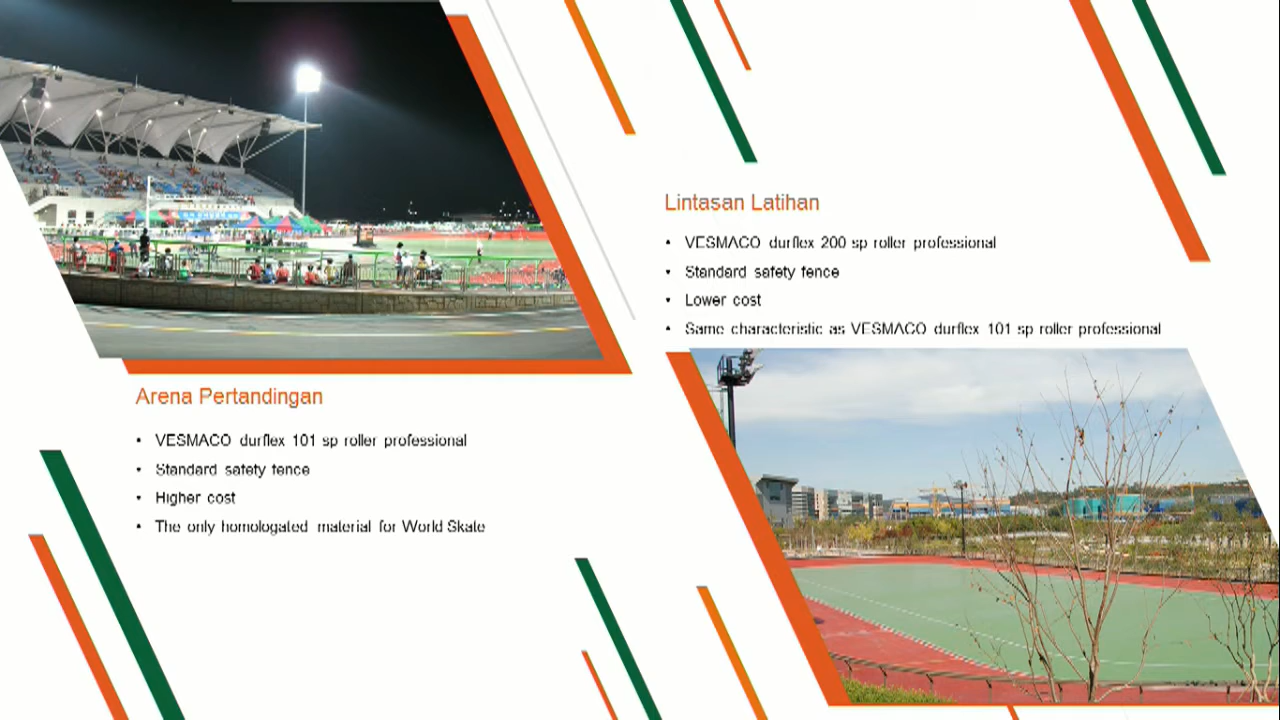 Arena Pertandingan
• VESMACO durflex 101 sp roller professional
• Standard safety fence
• Higher cost
• The only homologated material for World Skate
Lintasan Latihan
• VESMACO durflex 200 sp roller professional
• Standard safety fence
• Lower cost
• Same characteristic as VESMACO durflex 101 sp roller professional